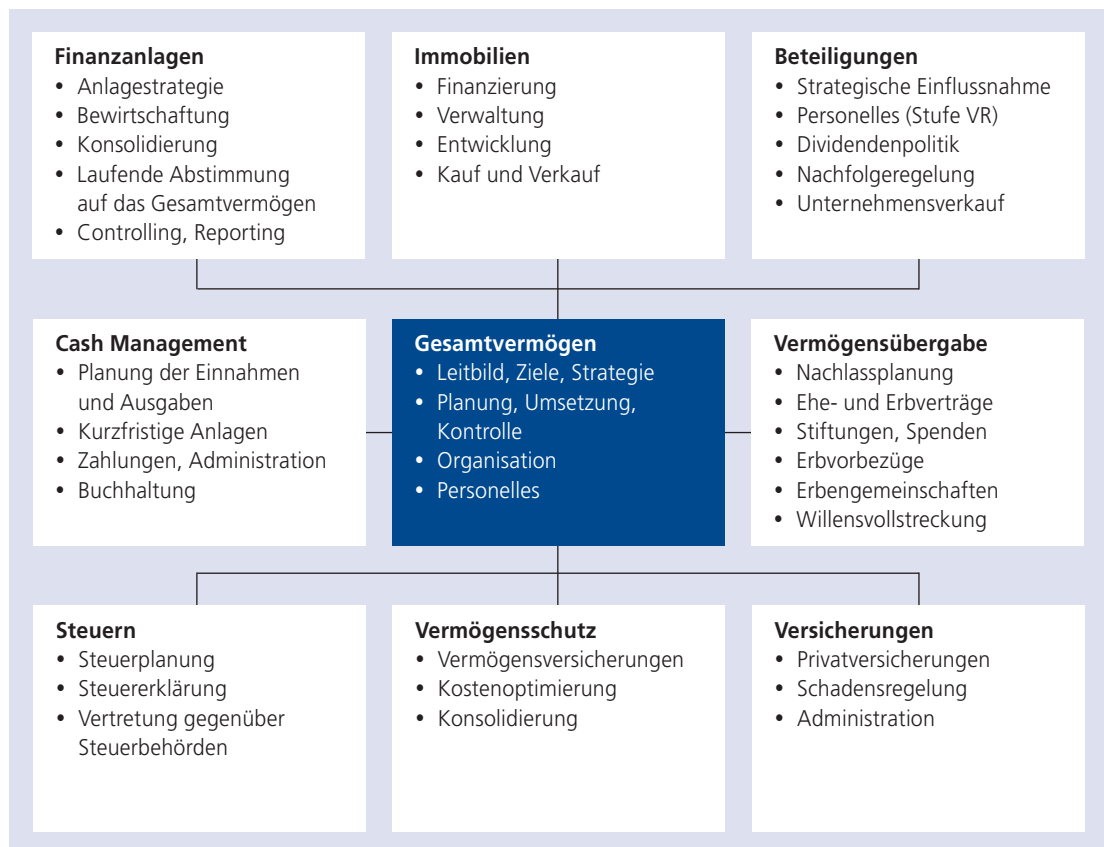 Finanzanlagen
• Anlagestrategie
• Bewirtschaftung
• Konsolidierung
• Laufende Abstimmung
auf das Gesamtvermögen
• Controlling, Reporting
Immobilien
• Finanzierung
• Verwaltung
• Entwicklung
• Kauf und Verkauf
Beteiligungen
• Strategische Einflussnahme
• Personelles (Stufe VR)
• Dividendenpolitik
• Nachfolgeregelung
• Unternehmensverkauf
Cash Management
• Planung der Einnahmen
und Ausgaben
• Kurzfristige Anlagen
• Zahlungen, Administration
• Buchhaltung
Gesamtvermögen
• Leitbild, Ziele, Strategie
• Planung, Umsetzung,
Kontrolle
• Organisation
• Personelles
Vermögensübergabe
• Nachlassplanung
• Ehe- und Erbverträge
• Stiftungen, Spenden
• Erbvorbezüge
• Erbengemeinschaften
• Willensvollstreckung
Steuern
• Steuerplanung
• Steuererklärung
• Vertretung gegenüber
Steuerbehörden
Vermögensschutz
• Vermögensversicherungen
• Kostenoptimierung
• Konsolidierung
Versicherungen
• Privatversicherungen
• Schadensregelung
• Administration